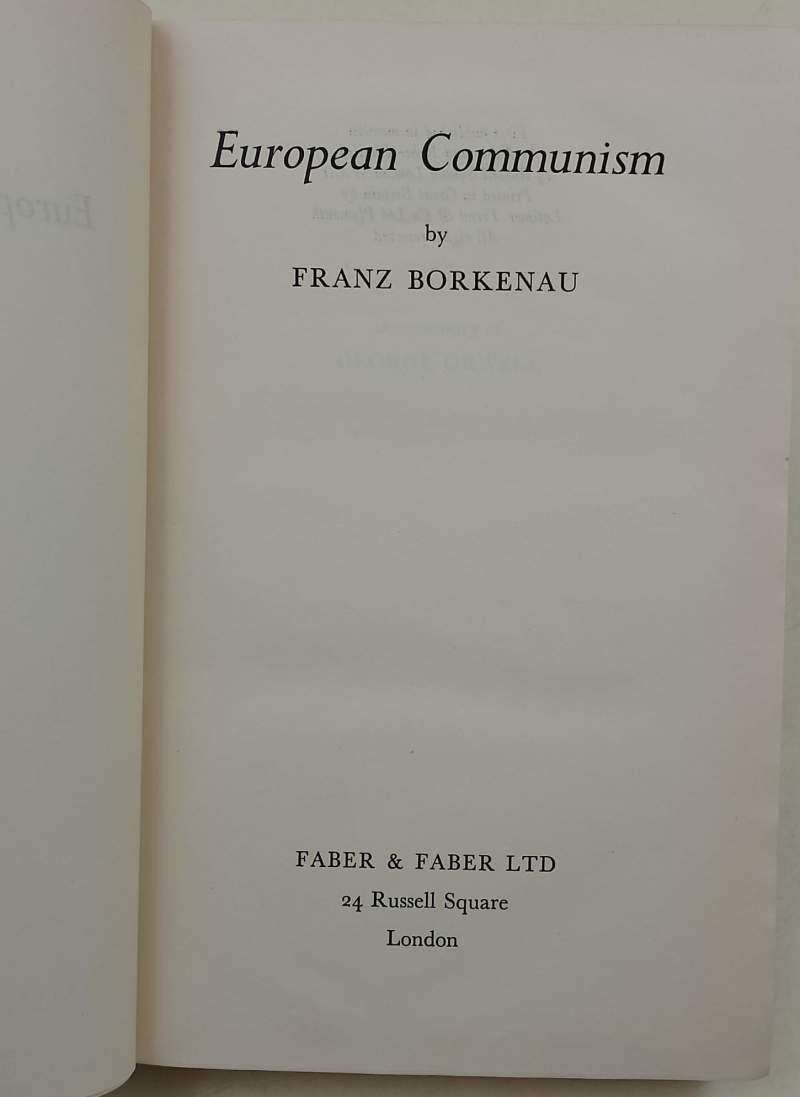 European Communism
by
FRANZ BORKENAU
FABER & FABER LTD
24 Russell Square
London